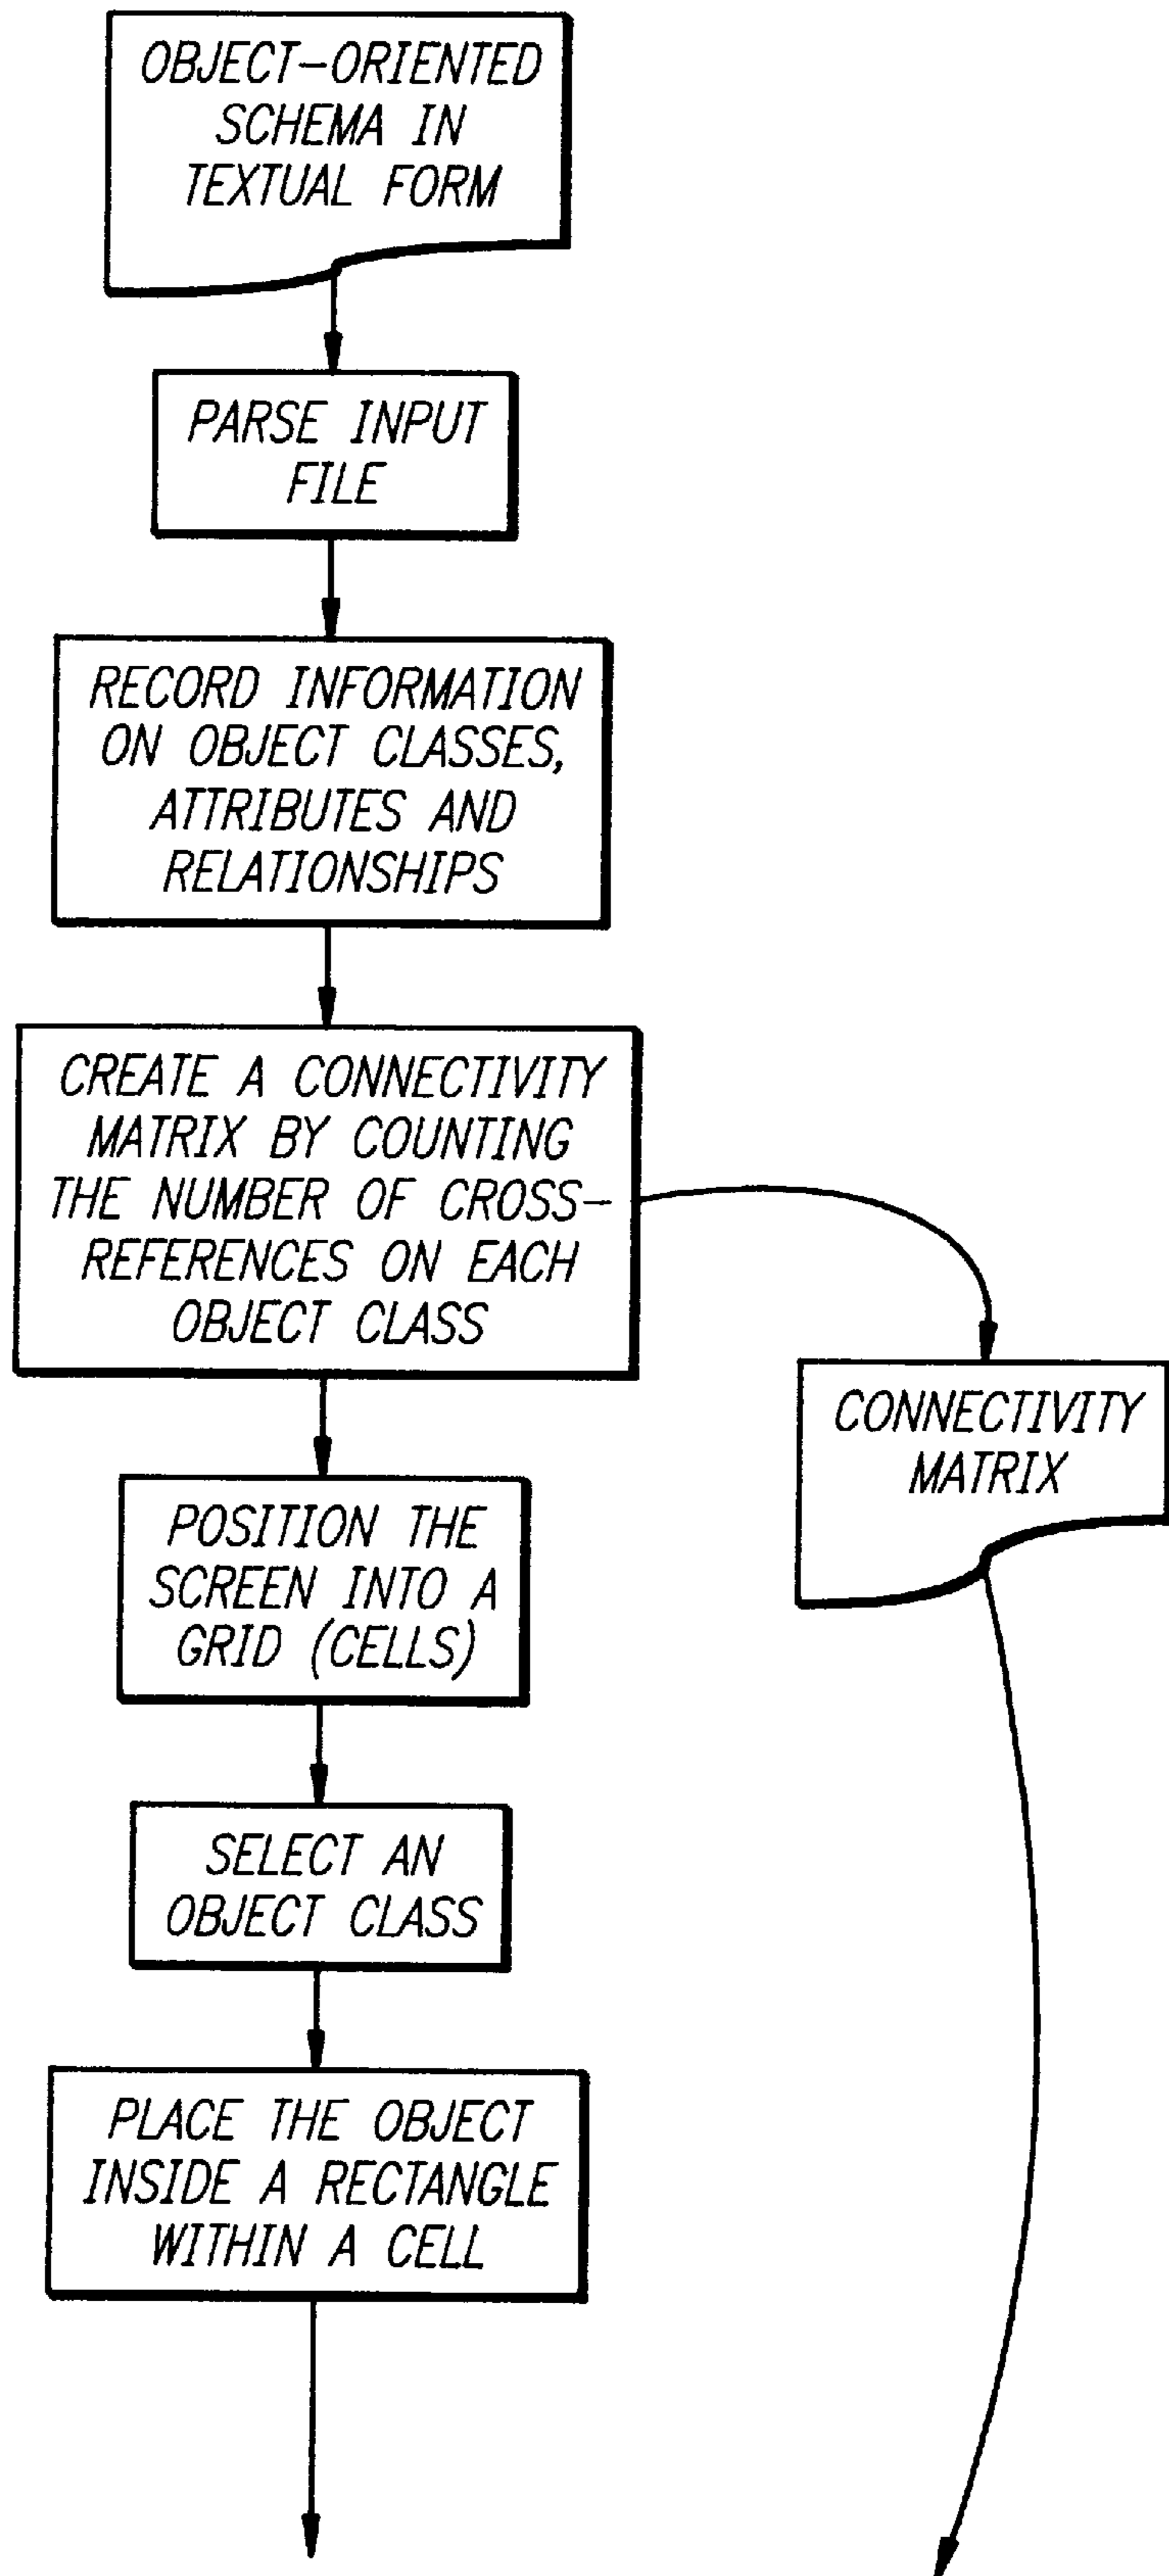 OBJECT-ORIENTED
SCHEMA IN
TEXTUAL FORM
PARSE INPUT
FILE
RECORD INFORMATION
ON OBJECT CLASSES,
ATTRIBUTES AND
RELATIONSHIPS
CREATE A CONNECTIVITY
MATRIX BY COUNTING
THE NUMBER OF CROSS-
REFERENCES ON EACH
OBJECT CLASS
CONNECTIVITY
MATRIX
POSITION THE
SCREEN INTO A
GRID (CELLS)
SELECT AN
OBJECT CLASS
PLACE THE OBJECT
INSIDE A RECTANGLE
WITHIN A CELL